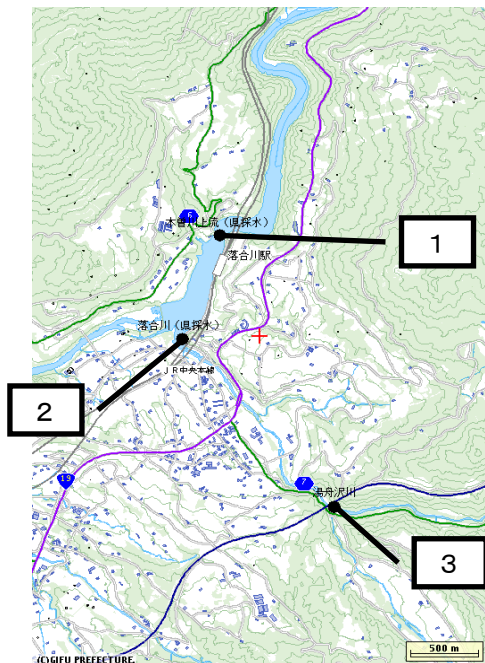 6
木曽川上流（県採水）
1
落合川駅
落合川（県採水）
ＪＲ中央本線
2
19
7
湯舟沢川
3
500 m
(C)GIFU PREFECTURE.